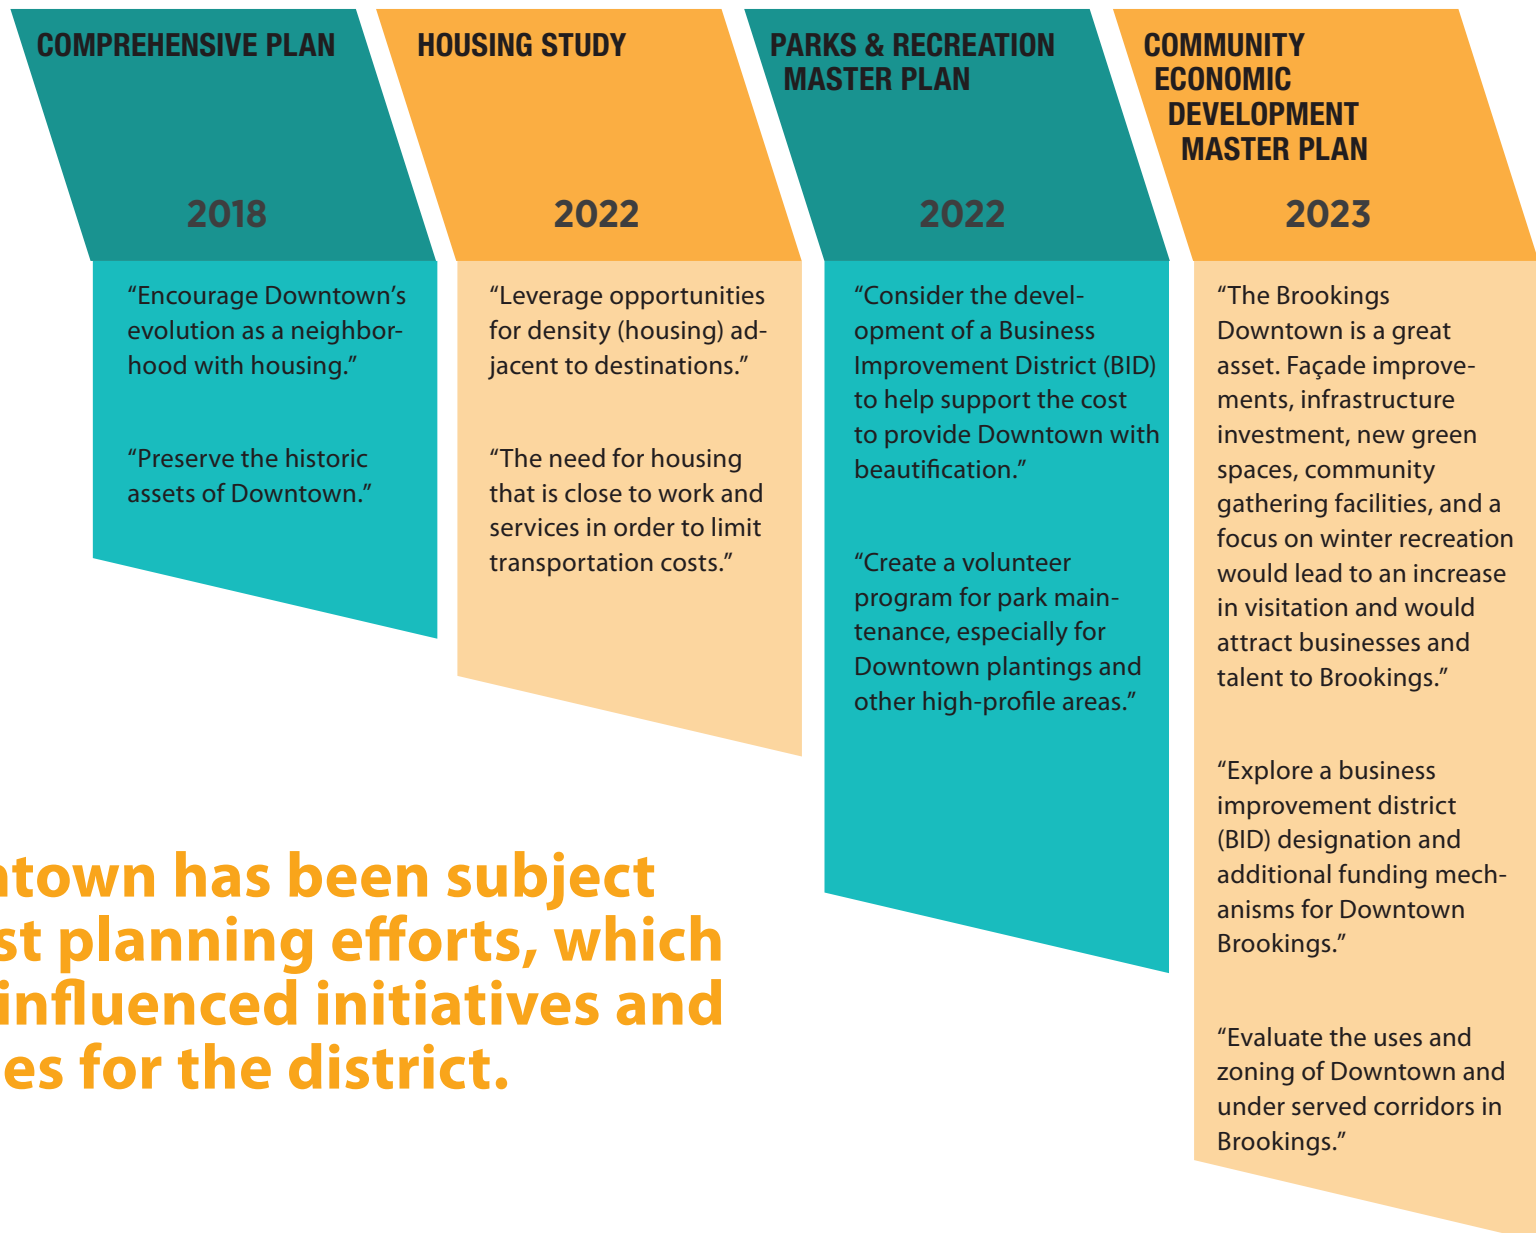 COMPREHENSIVE PLAN
2018
“Encourage Downtown’s
evolution as a neighbor-
hood with housing.”
“Preserve the historic
assets of Downtown.”
HOUSING STUDY
2022
“Leverage opportunities
for density (housing) ad-
jacent to destinations.”
“The need for housing
that is close to work and
services in order to limit
transportation costs.”
PARKS & RECREATION
MASTER PLAN
2022
“Consider the devel-
opment of a Business
Improvement District (BID)
to help support the cost
to provide Downtown with
beautification.”
“Create a volunteer
program for park main-
tenance, especially for
Downtown plantings and
other high-profile areas.”
COMMUNITY
ECONOMIC
DEVELOPMENT
MASTER PLAN
2023
“The Brookings
Downtown is a great
asset. Façade improve-
ments, infrastructure
investment, new green
spaces, community
gathering facilities, and a
focus on winter recreation
would lead to an increase
in visitation and would
attract businesses and
talent to Brookings.”
“Explore a business
improvement district
(BID) designation and
additional funding mech-
anisms for Downtown
Brookings.”
“Evaluate the uses and
zoning of Downtown and
under served corridors in
Brookings.”
has been subject
planning efforts, which
influenced initiatives and
for the district.